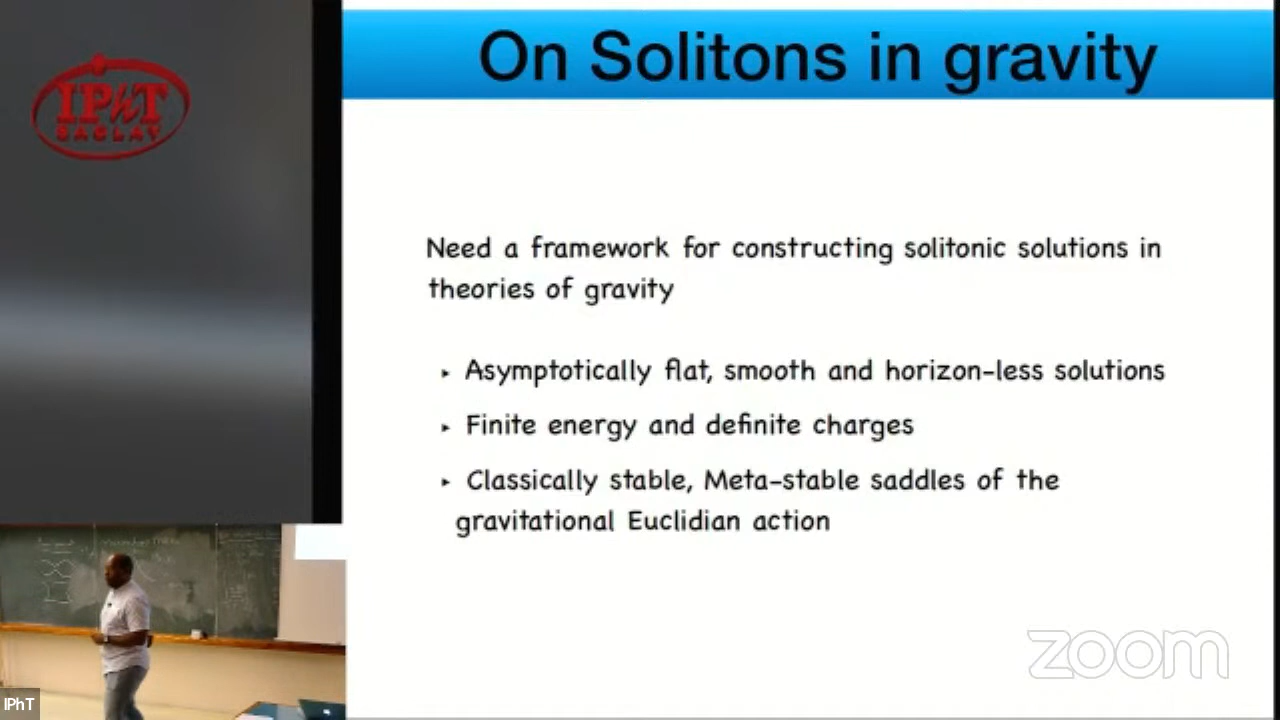 IPhT
SACLAY
On Solitons in gravity
Need a framework for constructing solitonic solutions in
theories of gravity
▸ Asymptotically flat, smooth and horizon-less solutions
▸ Finite energy and definite charges
▸ Classically stable, Meta-stable saddles of the
gravitational Euclidian action
zoom
IPhT